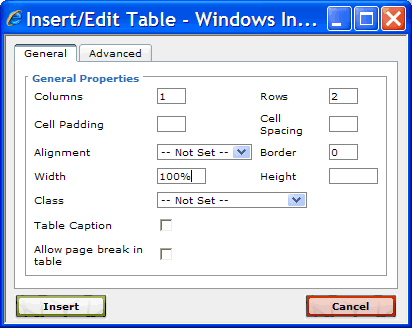 Insert/Edit Table - Windows In...
General Advanced
General Properties
Columns 1 Rows 2
Cell Padding Cell
Spacing
Alignment -- Not Set -- Border 0
Width 100% Height
Class -- Not Set --
Table Caption
Allow page break in
table
Insert Cancel